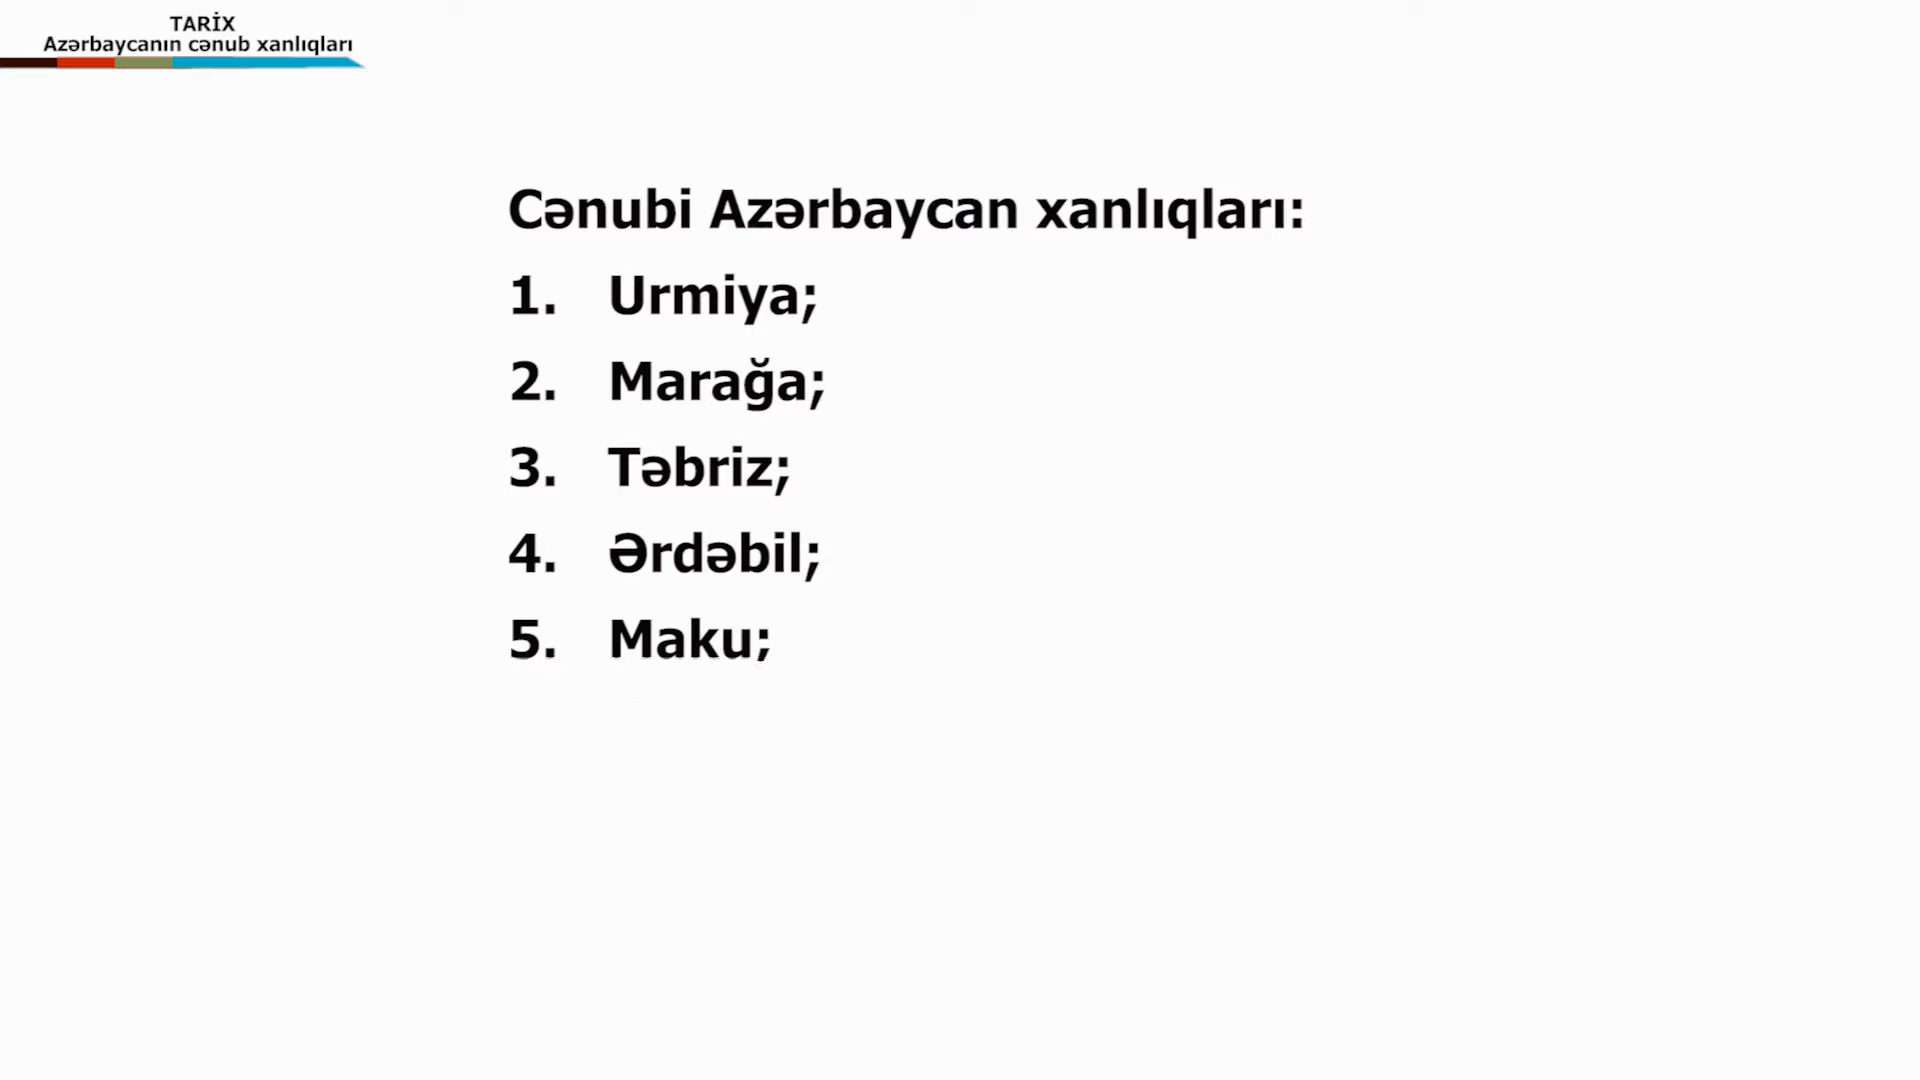 TARİX
Azərbaycanın cənub xanlıqları
Cənubi Azərbaycan xanlıqları:
1. Urmiya;
2. Marağa;
3. Təbriz;
4. Ərdəbil;
5. Maku;